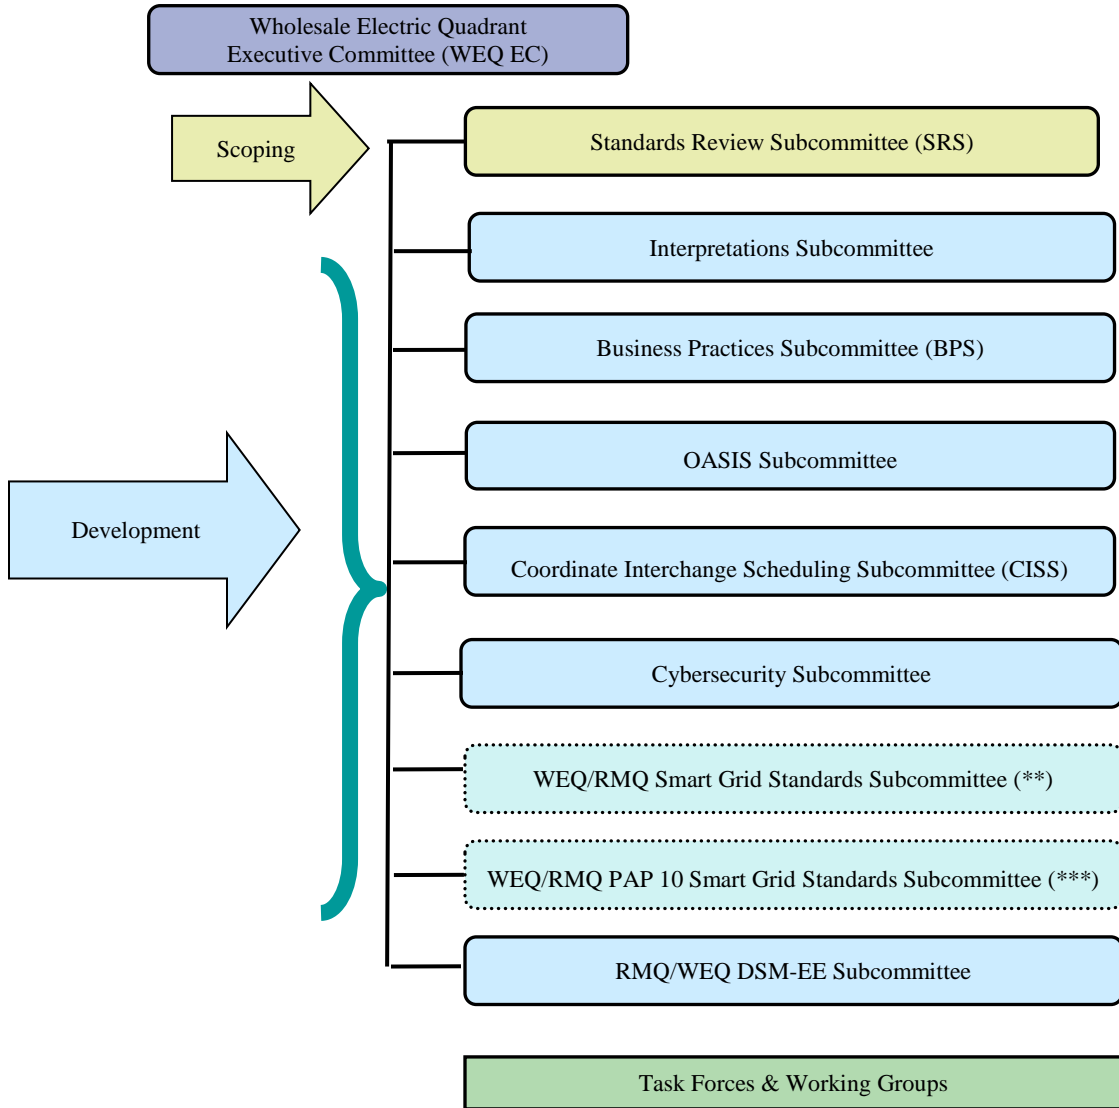 Wholesale Electric Quadrant
Executive Committee (WEQ EC)
Scoping
Standards Review Subcommittee (SRS)
Interpretations Subcommittee
Business Practices Subcommittee (BPS)
OASIS Subcommittee
Development
Coordinate Interchange Scheduling Subcommittee (CISS)
Cybersecurity Subcommittee
WEQ/RMQ Smart Grid Standards Subcommittee (**)
WEQ/RMQ PAP 10 Smart Grid Standards Subcommittee (***)
RMQ/WEQ DSM-EE Subcommittee
Task Forces & Working Groups